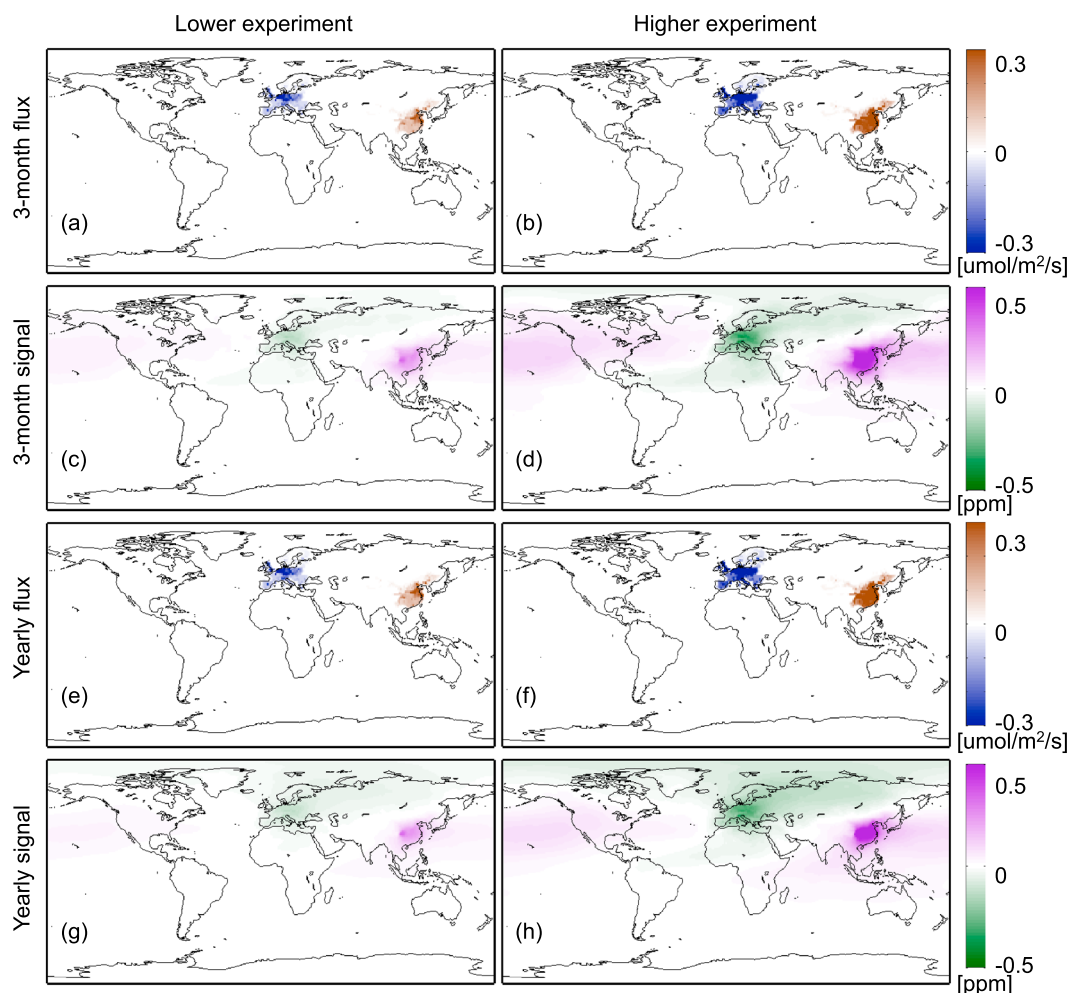 Lower experiment
Higher experiment
3-month flux
(a)
(b)
0.3
0
-0.3
[umol/m²/s]
3-month signal
(c)
(d)
0.5
0
-0.5
[ppm]
Yearly flux
(e)
(f)
0.3
0
-0.3
[umol/m²/s]
Yearly signal
(g)
(h)
0.5
0
-0.5
[ppm]